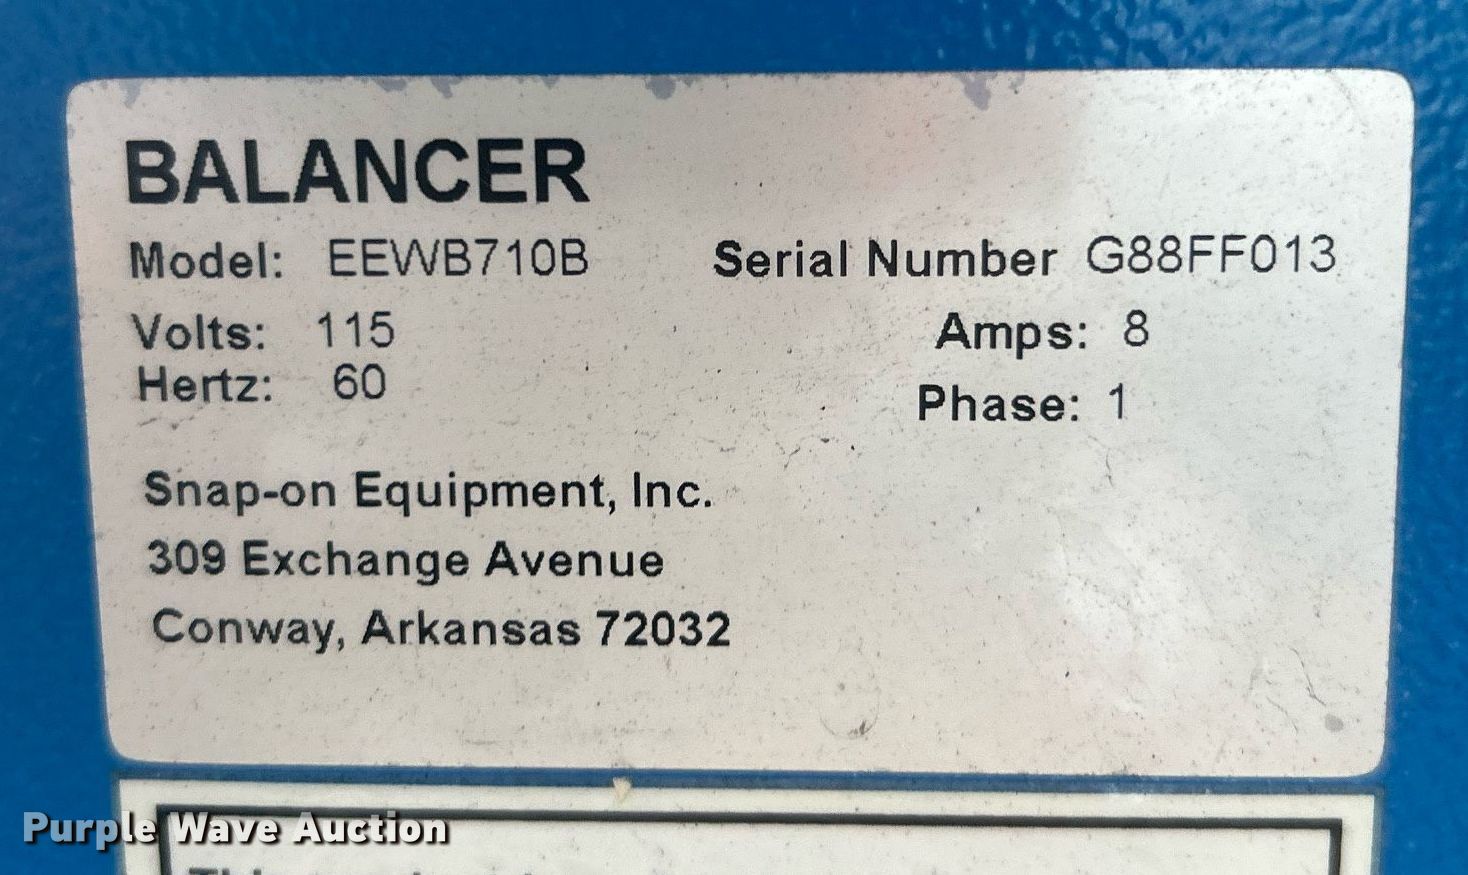 BALANCER
Model: EEWB710B
Serial Number G88FF013
Volts: 115
Amps: 8
Hertz: 60
Phase: 1
Snap-on Equipment, Inc.
309 Exchange Avenue
Conway, Arkansas 72032
Purple Wave Auction